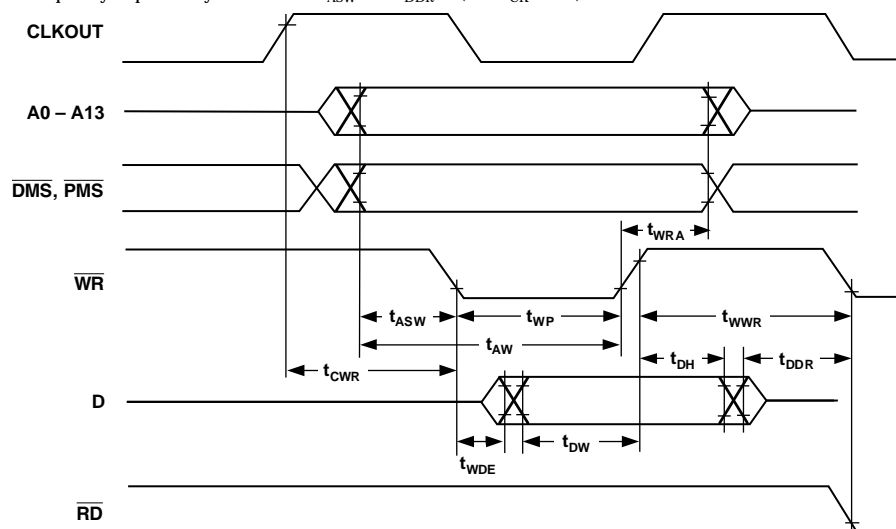 CLKOUT
A0 – A13
DMS, PMS
tWRA
WR
tASW
tWP
tWWR
tAW
tDH
tDDR
tCWR
D
tWDE
tDW
RD